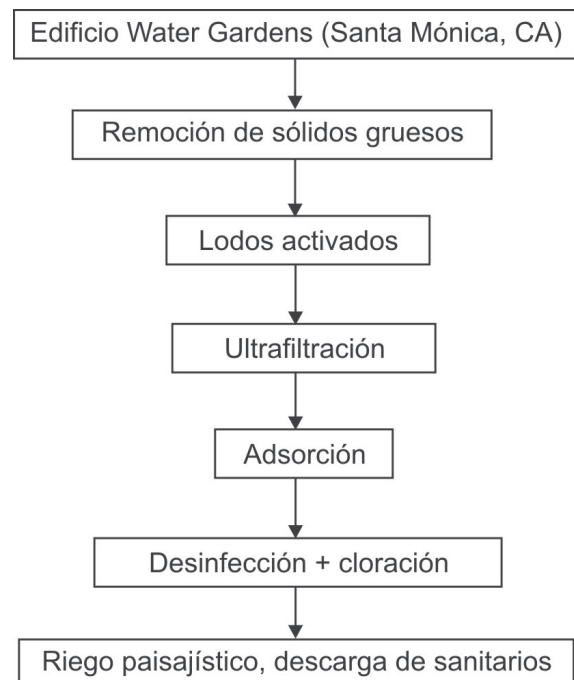 Edificio Water Gardens (Santa Mónica, CA)
Remoción de sólidos gruesos
Lodos activados
Ultrafiltración
Adsorción
Desinfección + cloración
Riego paisajístico, descarga de sanitarios